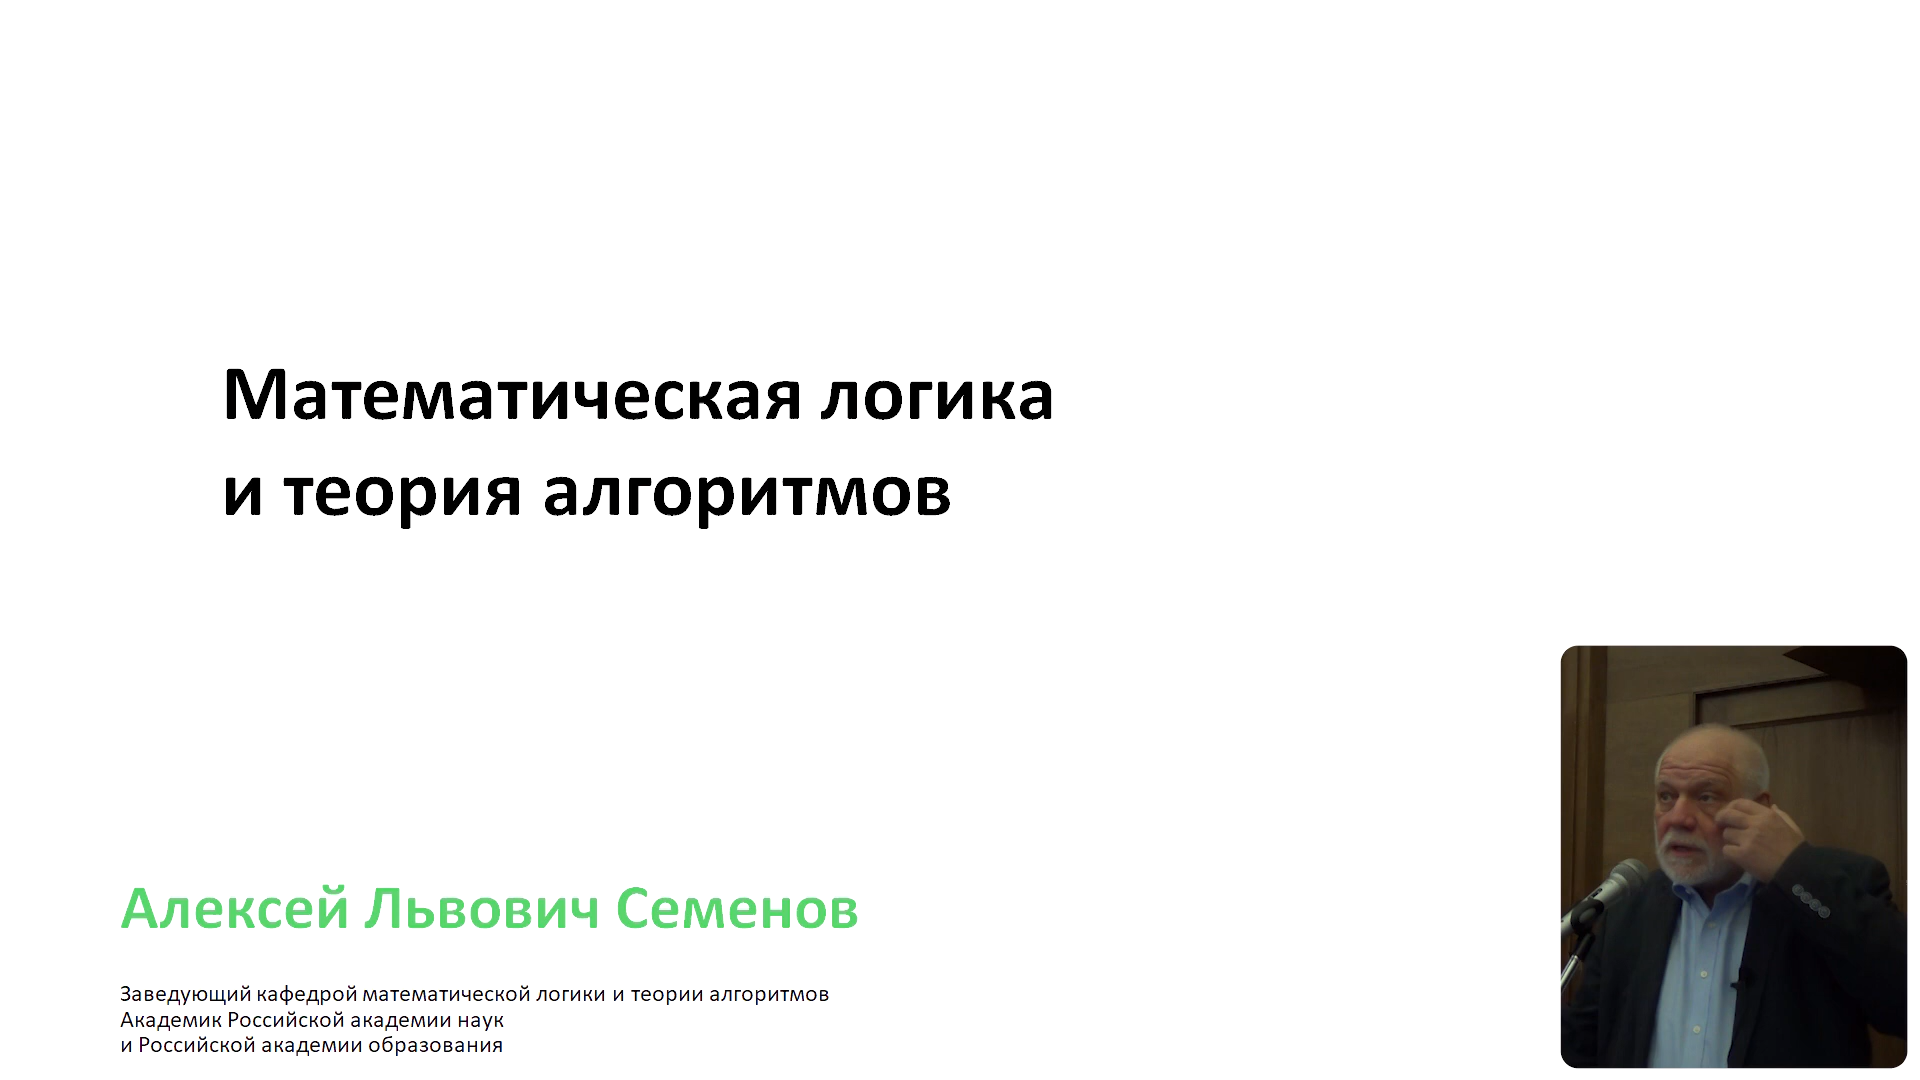 Математическая логика
и теория алгоритмов
Алексей Львович Семенов
Заведующий кафедрой математической логики и теории алгоритмов
Академик Российской академии наук
и Российской академии образования